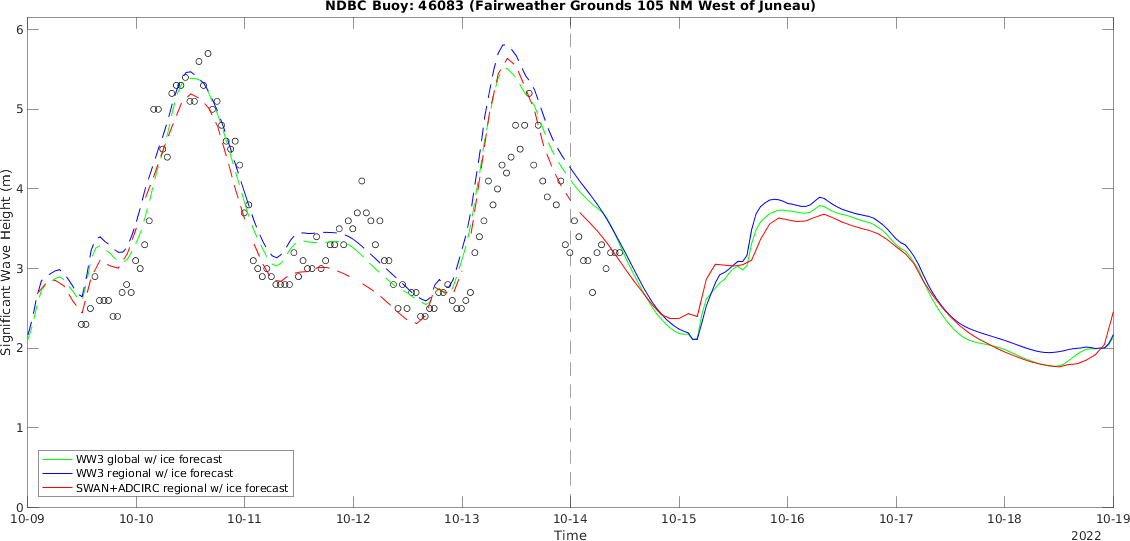 NDBC Buoy: 46083 (Fairweather Grounds 105 NM West of Juneau)
6
5
4
3
2
1
0
Significant Wave Height (m)
WW3 global w/ ice forecast
WW3 regional w/ ice forecast
SWAN+ADCIRC regional w/ ice forecast
10-09 10-10 10-11 10-12 10-13 10-14 10-15 10-16 10-17 10-18 10-19
Time
2022